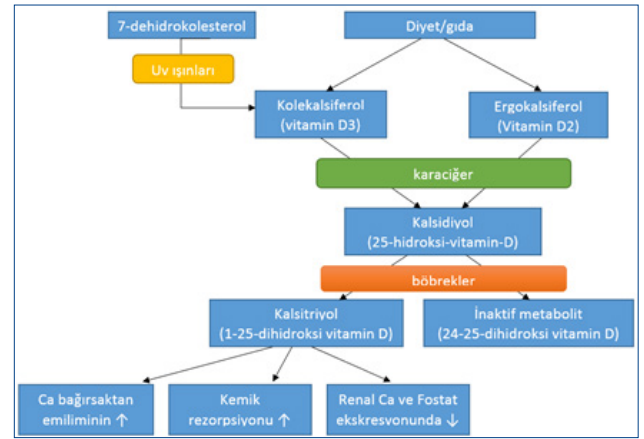 7-dehidrokolesterol
Diyet/gıda
Uv ışınları
Kolekalsiferol
(vitamin D3)
Ergokalsiferol
(Vitamin D2)
karaciğer
Kalsidiyol
(25-hidroksi-vitamin-D)
böbrekler
Kalsitriyol
(1-25-dihidroksi vitamin D)
İnaktif metabolit
(24-25-dihidroksi vitamin D)
Ca bağırsaktan
emiliminin ↑
Kemik
rezorpsiyonu ↑
Renal Ca ve Fostat
ekskresvonunda ↓